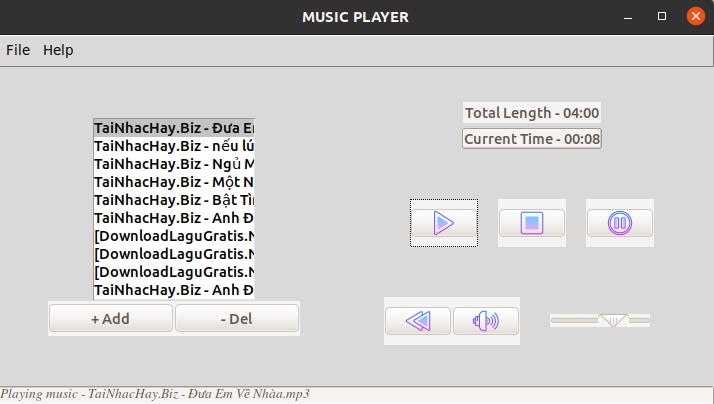 MUSIC PLAYER
File Help
Total Length - 04:00
Current Time - 00:08
TaiNhacHay.Biz - Đưa Em
TaiNhacHay.Biz - nếu lú
TaiNhacHay.Biz - Ngủ M
TaiNhacHay.Biz - Một N
TaiNhacHay.Biz - Bật Tì
TaiNhacHay.Biz - Anh Đ
[DownloadLaguGratis.N
[DownloadLaguGratis.N
[DownloadLaguGratis.N
TaiNhacHay.Biz - Anh Đ
+ Add - Del
Playing music - TaiNhacHay.Biz - Đưa Em Về Nhàa.mp3